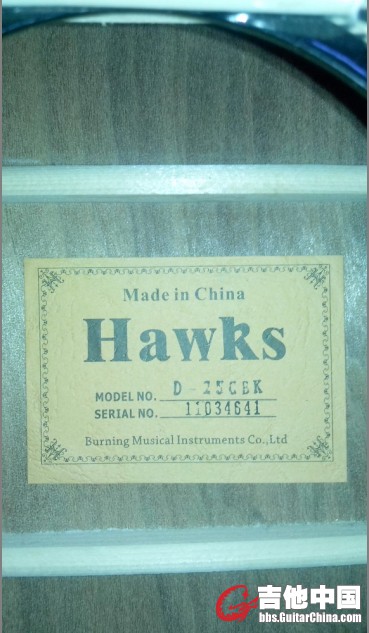 Made in China
Hawks
MODEL NO. D-25CBK
SERIAL NO. 11034641
Burning Musical Instruments Co.,Ltd
吉他中国
bbs.GuitarChina.com